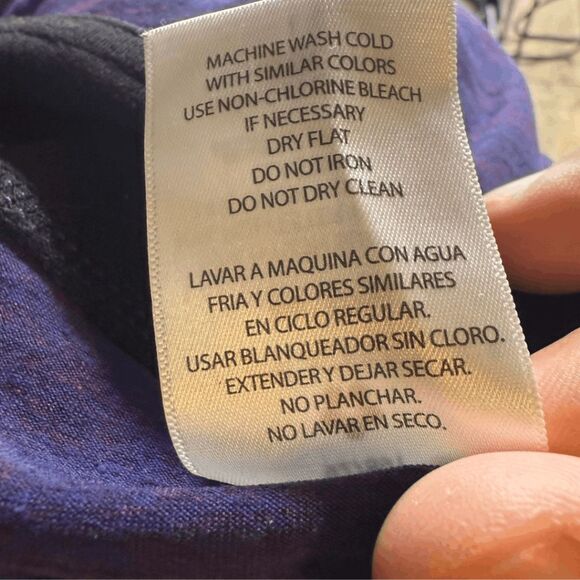 MACHINE WASH COLD
WITH SIMILAR COLORS
USE NON-CHLORINE BLEACH
IF NECESSARY
DRY FLAT
DO NOT IRON
DO NOT DRY CLEAN
LAVAR A MAQUINA CON AGUA
FRIA Y COLORES SIMILARES
EN CICLO REGULAR.
USAR BLANQUEADOR SIN CLORO.
EXTENDER Y DEJAR SECAR.
NO PLANCHAR.
NO LAVAR EN SECO.